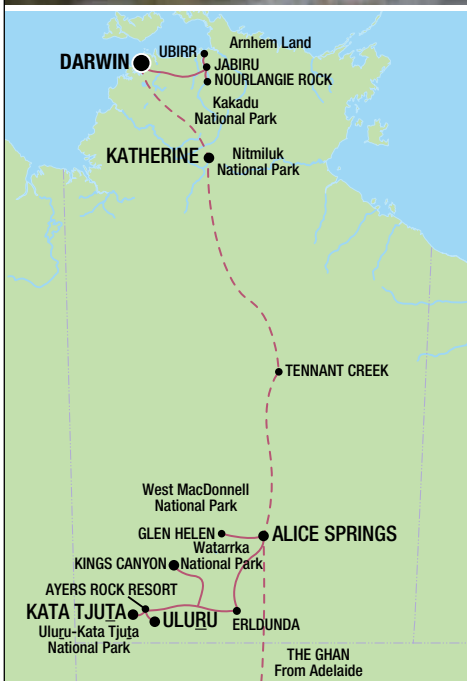 UBIRR
Arnhem Land
DARWIN
JABIRU
NOURLANGIE ROCK
Kakadu
National Park
KATHERINE
Nitmiluk
National Park
TENNANT CREEK
West MacDonnell
National Park
GLEN HELEN
ALICE SPRINGS
Watarrka
National Park
KINGS CANYON
AYERS ROCK RESORT
KATA TJUṮA
ULUṞU
ERLDUNDA
Uluṟu-Kata Tjuṯa
National Park
THE GHAN
From Adelaide